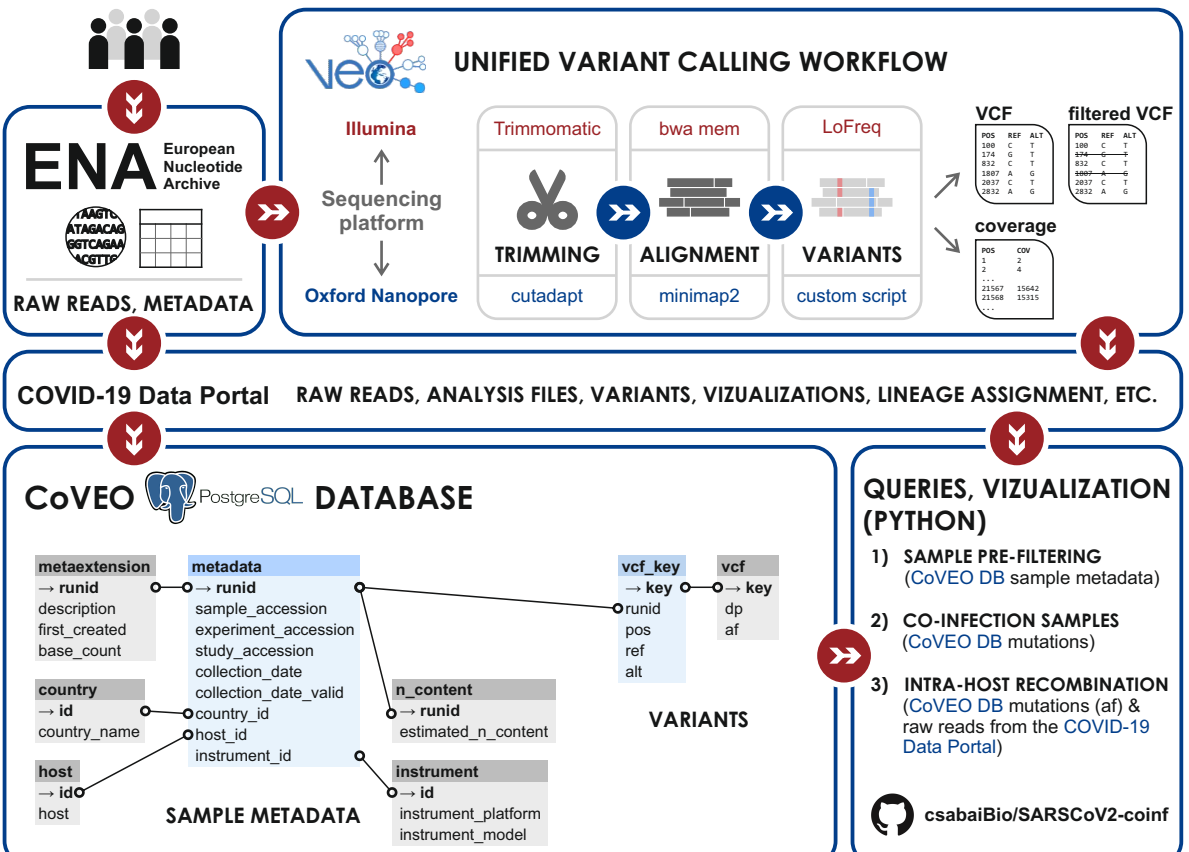 ENA European
Nucleotide
Archive
TAAGTC
ATAGACAG
GGTCAGAA
ACGTTG
RAW READS, METADATA
veo
UNIFIED VARIANT CALLING WORKFLOW
Illumina
Sequencing
platform
Oxford Nanopore
Trimmomatic
TRIMMING
cutadapt
bwa mem
ALIGNMENT
minimap2
LoFreq
VARIANTS
custom script
VCF
POS REF ALT
100 C T
174 G T
832 C T
1807 A G
2037 C T
2832 A G
filtered VCF
POS REF ALT
100 C T
174 G T
832 C T
1807 A G
2037 C T
2832 A G
coverage
POS COV
1 2
2 4
...
21567 15642
21568 15315
...
COVID-19 Data Portal
RAW READS, ANALYSIS FILES, VARIANTS, VIZUALIZATIONS, LINEAGE ASSIGNMENT, ETC.
CoVEO PostgreSQL DATABASE
metaextension
→ runid
description
first_created
base_count
country
→ id
country_name
host
→ id
host
metadata
→ runid
sample_accession
experiment_accession
study_accession
collection_date
collection_date_valid
country_id
host_id
instrument_id
SAMPLE METADATA
n_content
→ runid
estimated_n_content
instrument
→ id
instrument_platform
instrument_model
vcf_key
→ key
runid
pos
ref
alt
vcf
→ key
dp
af
VARIANTS
QUERIES, VIZUALIZATION
(PYTHON)
1) SAMPLE PRE-FILTERING
(CoVEO DB sample metadata)
2) CO-INFECTION SAMPLES
(CoVEO DB mutations)
3) INTRA-HOST RECOMBINATION
(CoVEO DB mutations (af) &
raw reads from the COVID-19
Data Portal)
csabaiBio/SARSCoV2-coinf